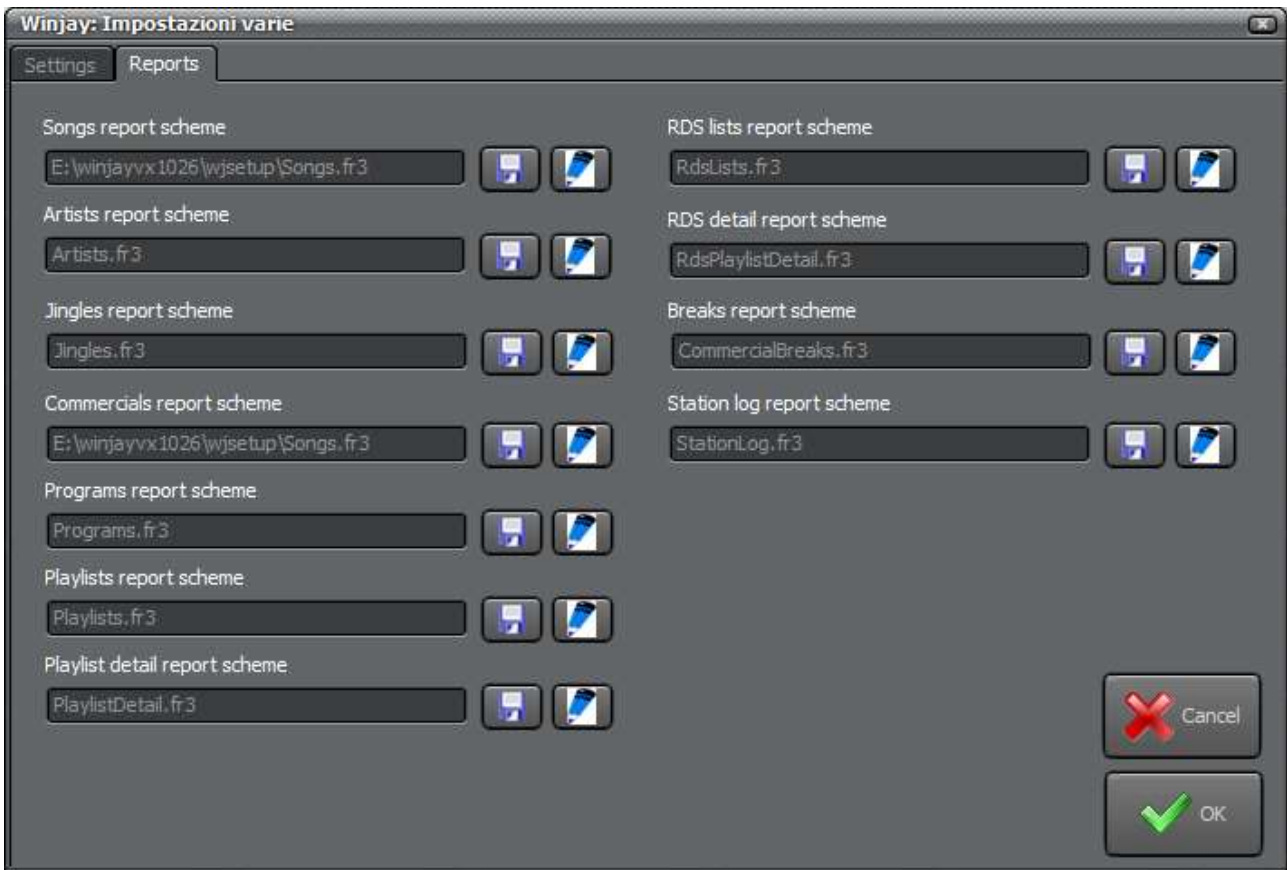 Winjay: Impostazioni varie
Settings
Reports
Songs report scheme
E:\winjayvx1026\wjsetup\Songs.fr3
Artists report scheme
Artists.fr3
Jingles report scheme
Jingles.fr3
Commercials report scheme
E:\winjayvx1026\wjsetup\Songs.fr3
Programs report scheme
Programs.fr3
Playlists report scheme
Playlists.fr3
Playlist detail report scheme
PlaylistDetail.fr3
RDS lists report scheme
RdsLists.fr3
RDS detail report scheme
RdsPlaylistDetail.fr3
Breaks report scheme
CommercialBreaks.fr3
Station log report scheme
StationLog.fr3
Cancel
OK